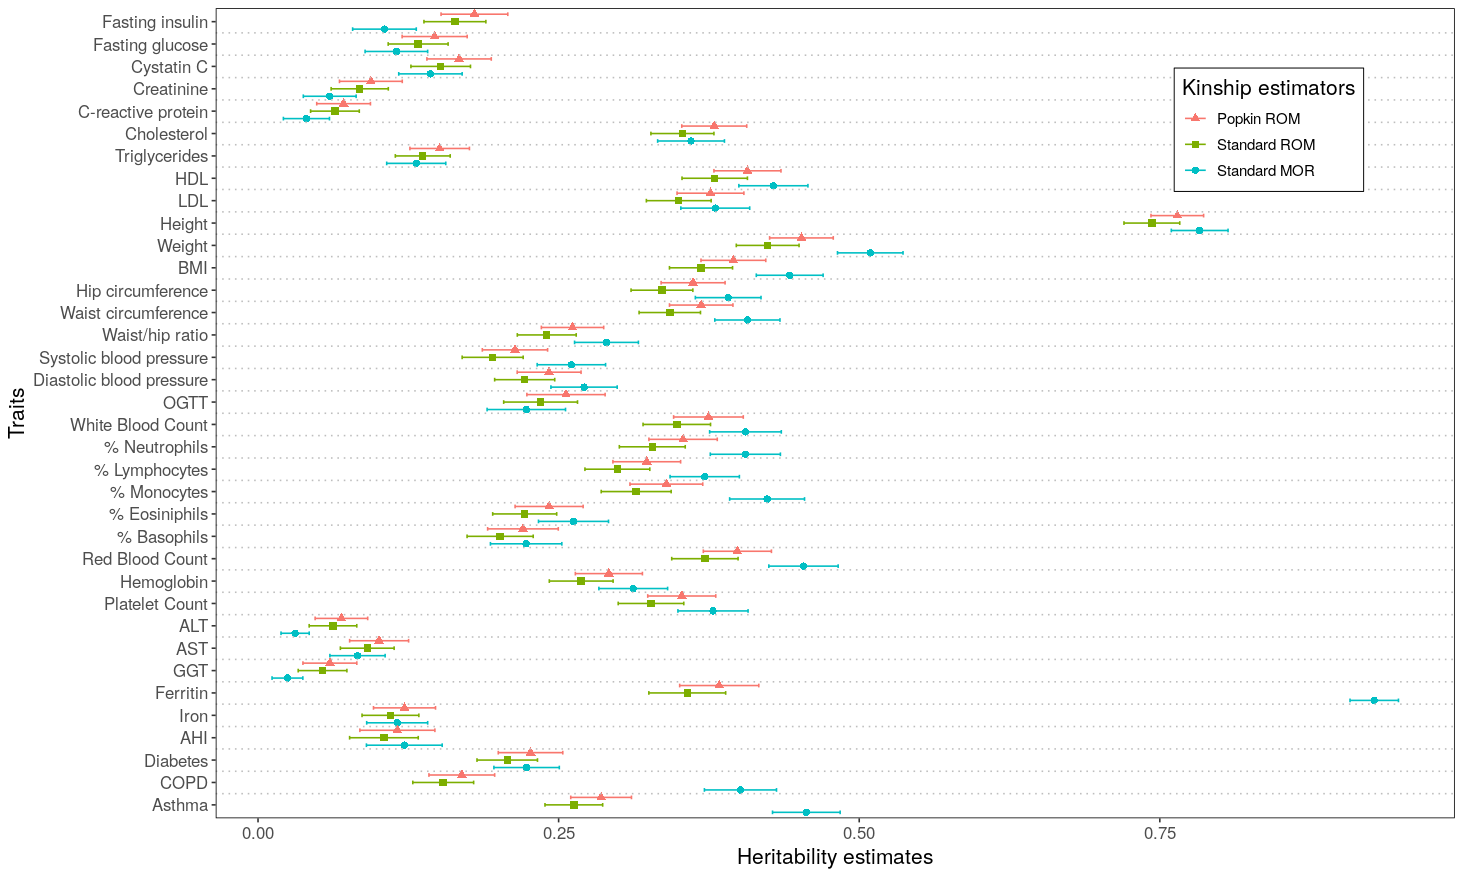 Traits
Fasting insulin
Fasting glucose
Cystatin C
Creatinine
C-reactive protein
Cholesterol
Triglycerides
HDL
LDL
Height
Weight
BMI
Hip circumference
Waist circumference
Waist/hip ratio
Systolic blood pressure
Diastolic blood pressure
OGTT
White Blood Count
% Neutrophils
% Lymphocytes
% Monocytes
% Eosiniphils
% Basophils
Red Blood Count
Hemoglobin
Platelet Count
ALT
AST
GGT
Ferritin
Iron
AHI
Diabetes
COPD
Asthma
Kinship estimators
Popkin ROM
Standard ROM
Standard MOR
0.00 0.25 0.50 0.75
Heritability estimates